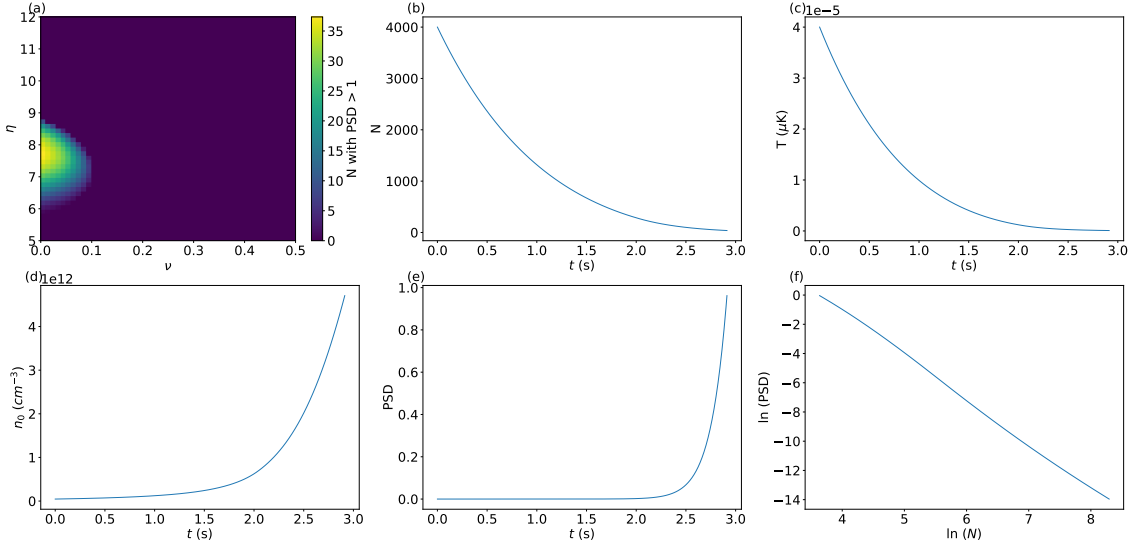 (a)
12
11
10
9
8
7
6
5
η
0.0 0.1 0.2 0.3 0.4 0.5
ν
35
30
25
20
15
10
5
0
N with PSD > 1
(b)
4000
3000
2000
1000
0
N
0.0 0.5 1.0 1.5 2.0 2.5 3.0
t (s)
(c)
1e−5
4
3
2
1
0
T (μK)
0.0 0.5 1.0 1.5 2.0 2.5 3.0
t (s)
(d)
1e12
4
2
0
n₀ (cm⁻³)
0.0 0.5 1.0 1.5 2.0 2.5 3.0
t (s)
(e)
1.0
0.8
0.6
0.4
0.2
0.0
PSD
0.0 0.5 1.0 1.5 2.0 2.5 3.0
t (s)
(f)
0
−2
−4
−6
−8
−10
−12
−14
ln (PSD)
4 5 6 7 8
ln (N)